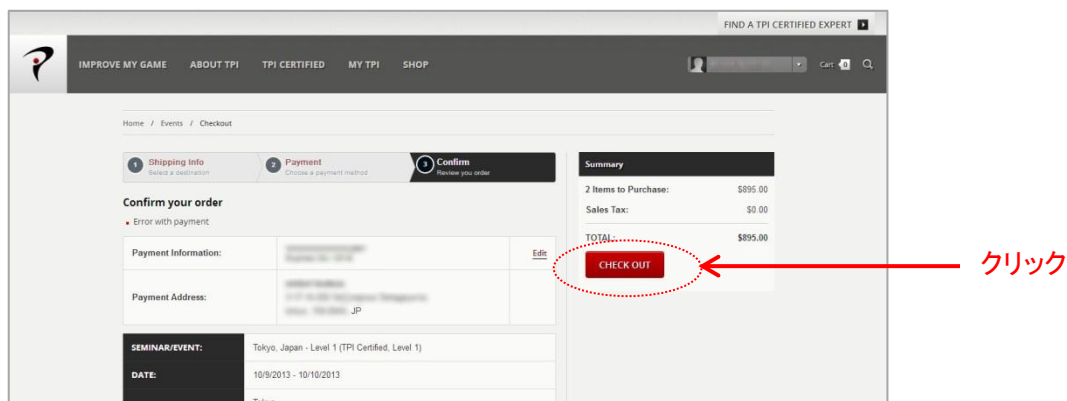 FIND A TPI CERTIFIED EXPERT
IMPROVE MY GAME ABOUT TPI TPI CERTIFIED MY TPI SHOP
Cart 0
Home / Events / Checkout
1 Shipping Info
Select a destination
2 Payment
Choose a payment method
3 Confirm
Review you order
Confirm your order
Error with payment
Payment Information:
Edit
Payment Address:
JP
SEMINAR/EVENT: Tokyo, Japan - Level 1 (TPI Certified, Level 1)
DATE: 10/9/2013 - 10/10/2013
Tokyo
Summary
2 Items to Purchase: $895.00
Sales Tax: $0.00
TOTAL: $895.00
CHECK OUT
クリック